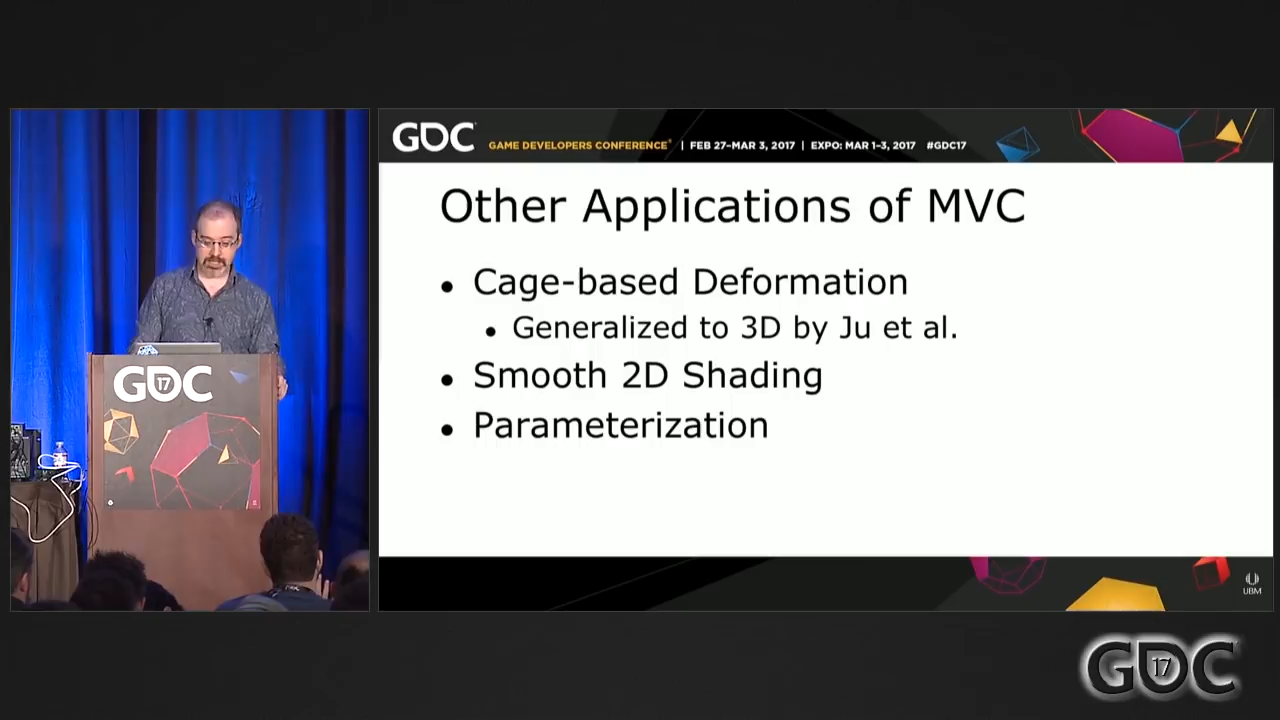 GDC
GAME DEVELOPERS CONFERENCE® | FEB 27–MAR 3, 2017 | EXPO: MAR 1–3, 2017 #GDC17
Other Applications of MVC
• Cage-based Deformation
• Generalized to 3D by Ju et al.
• Smooth 2D Shading
• Parameterization
GDC
17
UBM
GDC
17